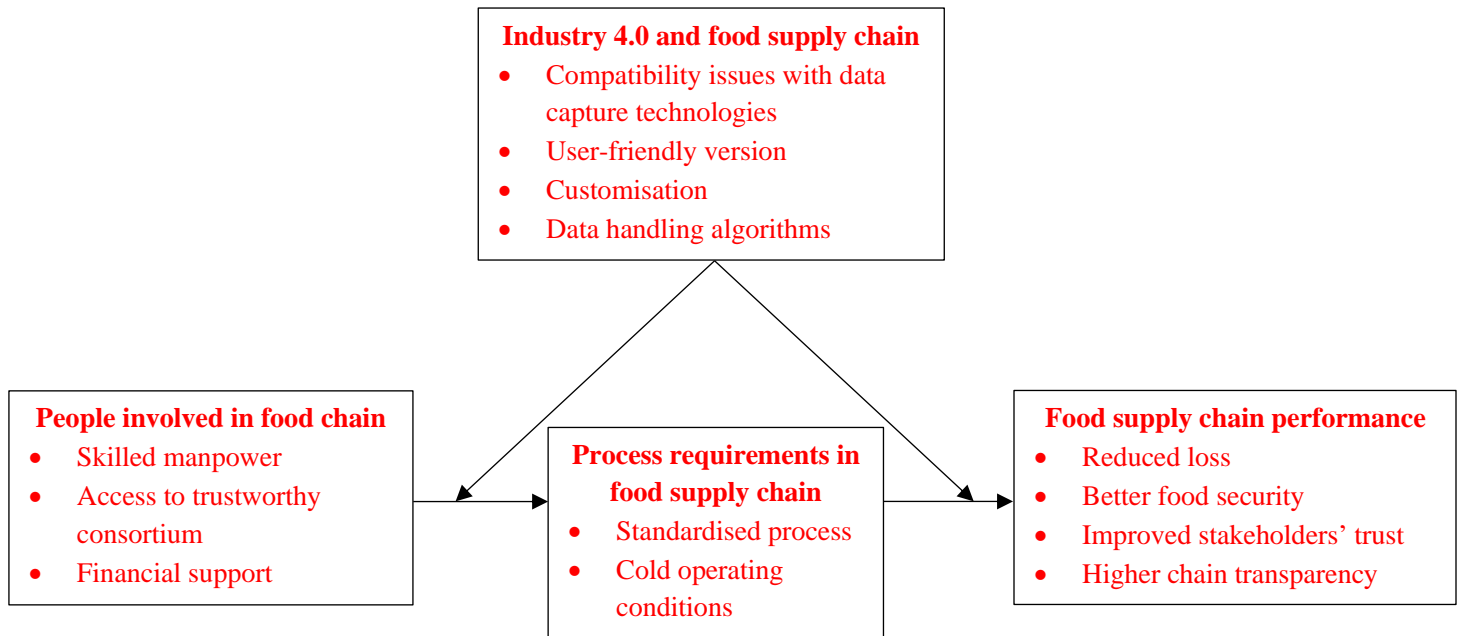 Industry 4.0 and food supply chain
• Compatibility issues with data
capture technologies
• User-friendly version
• Customisation
• Data handling algorithms
People involved in food chain
• Skilled manpower
• Access to trustworthy
consortium
• Financial support
Process requirements in
food supply chain
• Standardised process
• Cold operating
conditions
Food supply chain performance
• Reduced loss
• Better food security
• Improved stakeholders’ trust
• Higher chain transparency